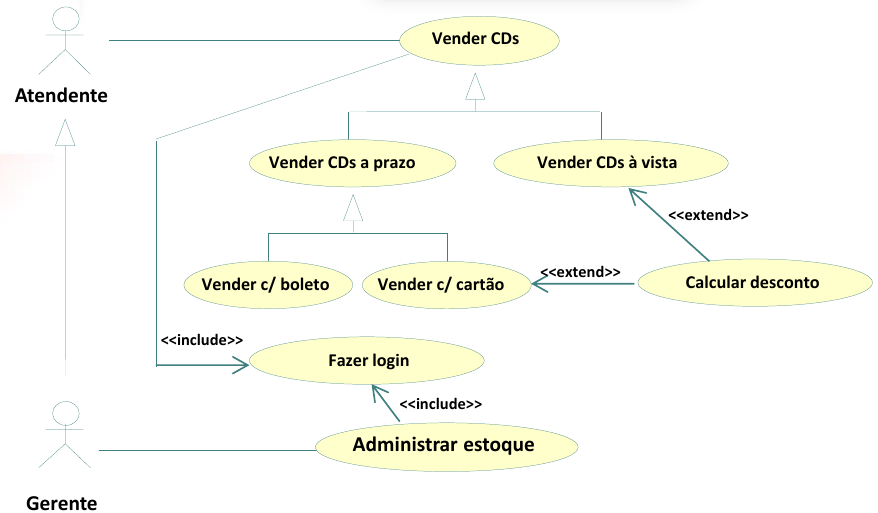 Vender CDs
Atendente
Vender CDs a prazo
Vender CDs à vista
<<extend>>
<<extend>>
Vender c/ boleto
Vender c/ cartão
Calcular desconto
<<include>>
Fazer login
<<include>>
Administrar estoque
Gerente